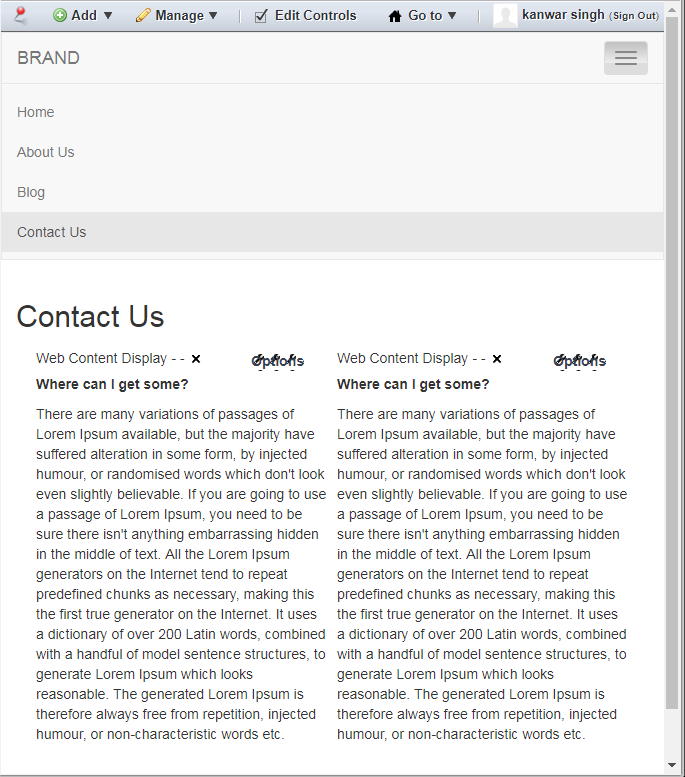 Add Manage Edit Controls Go to kanwar singh (Sign Out)
BRAND
Home
About Us
Blog
Contact Us
Contact Us
Web Content Display - - Options
Where can I get some?
There are many variations of passages of
Lorem Ipsum available, but the majority have
suffered alteration in some form, by injected
humour, or randomised words which don't look
even slightly believable. If you are going to use
a passage of Lorem Ipsum, you need to be
sure there isn't anything embarrassing hidden
in the middle of text. All the Lorem Ipsum
generators on the Internet tend to repeat
predefined chunks as necessary, making this
the first true generator on the Internet. It uses
a dictionary of over 200 Latin words, combined
with a handful of model sentence structures, to
generate Lorem Ipsum which looks
reasonable. The generated Lorem Ipsum is
therefore always free from repetition, injected
humour, or non-characteristic words etc.
Web Content Display - - Options
Where can I get some?
There are many variations of passages of
Lorem Ipsum available, but the majority have
suffered alteration in some form, by injected
humour, or randomised words which don't look
even slightly believable. If you are going to use
a passage of Lorem Ipsum, you need to be
sure there isn't anything embarrassing hidden
in the middle of text. All the Lorem Ipsum
generators on the Internet tend to repeat
predefined chunks as necessary, making this
the first true generator on the Internet. It uses
a dictionary of over 200 Latin words, combined
with a handful of model sentence structures, to
generate Lorem Ipsum which looks
reasonable. The generated Lorem Ipsum is
therefore always free from repetition, injected
humour, or non-characteristic words etc.